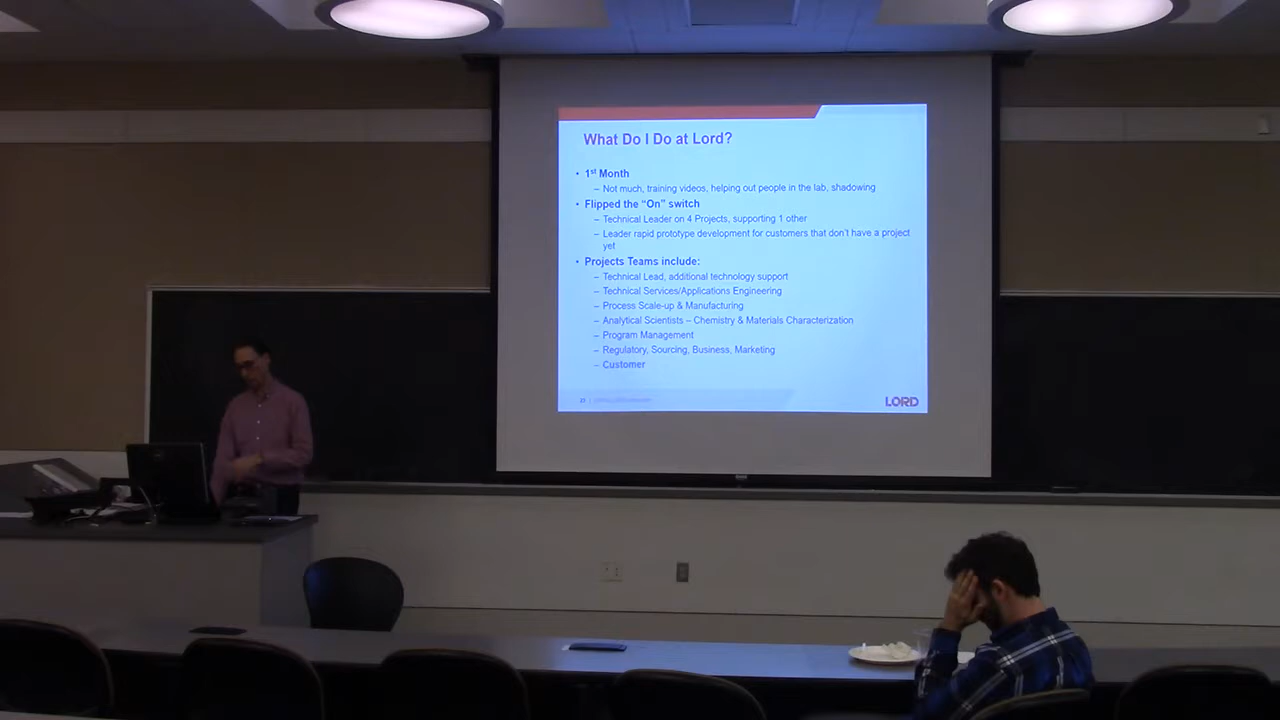 What Do I Do at Lord?
• 1st Month
– Not much, training videos, helping out people in the lab, shadowing
• Flipped the “On” switch
– Technical Leader on 4 Projects, supporting 1 other
– Leader rapid prototype development for customers that don’t have a project
yet
• Projects Teams include:
– Technical Lead, additional technology support
– Technical Services/Applications Engineering
– Process Scale-up & Manufacturing
– Analytical Scientists – Chemistry & Materials Characterization
– Program Management
– Regulatory, Sourcing, Business, Marketing
– Customer
LORD